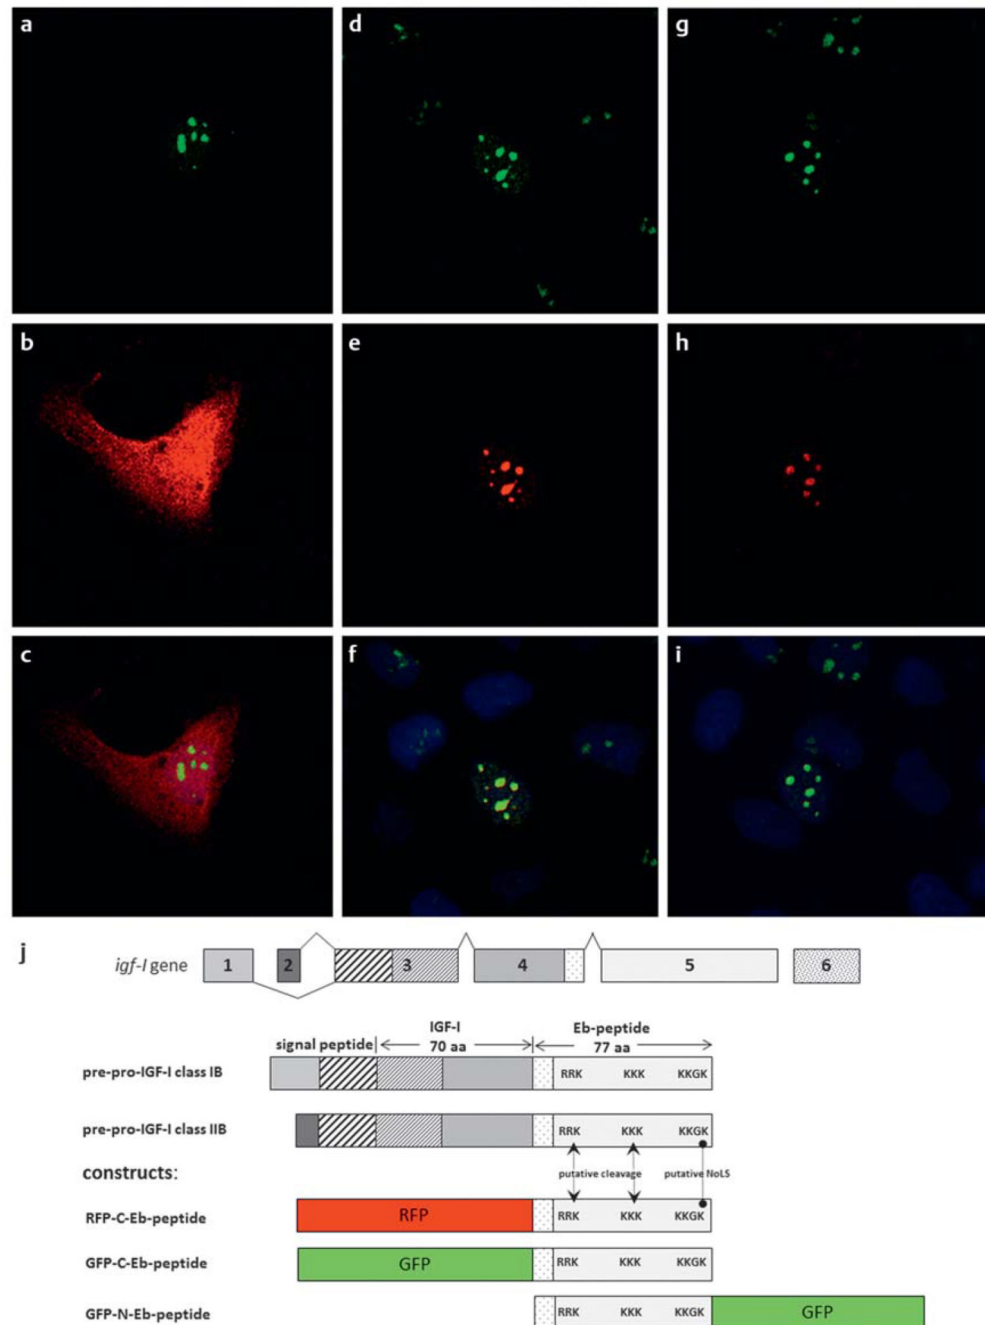 a
d
g
b
e
h
c
f
i
j
igf-I gene 1 2 3 4 5 6
IGF-I Eb-peptide
signal peptide 70 aa 77 aa
pre-pro-IGF-I class IB RRK KKK KKGK
pre-pro-IGF-I class IIB RRK KKK KKGK
constructs: putative cleavage putative NoLS
RFP-C-Eb-peptide RFP RRK KKK KKGK
GFP-C-Eb-peptide GFP RRK KKK KKGK
GFP-N-Eb-peptide RRK KKK KKGK GFP